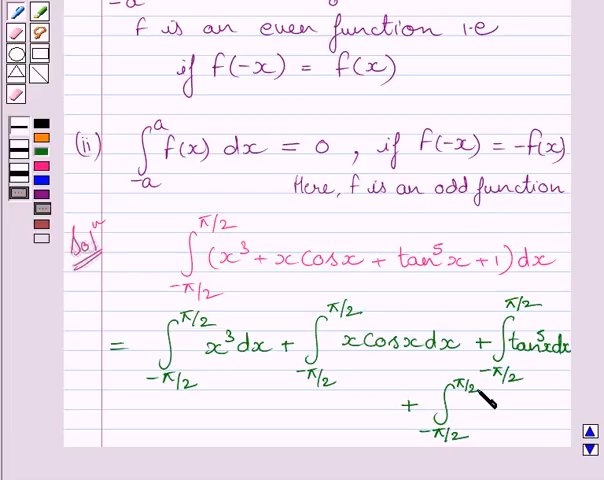 -a
f is an even function i.e
if f(-x) = f(x)
(ii) ∫_{-a}^{a} f(x) dx = 0 , if f(-x) = -f(x)
Here, f is an odd function
Solⁿ
∫_{-π/2}^{π/2} (x³ + x cos x + tan⁵x + 1) dx
= ∫_{-π/2}^{π/2} x³ dx + ∫_{-π/2}^{π/2} x cos x dx + ∫_{-π/2}^{π/2} tan⁵x dx
+ ∫_{-π/2}^{π/2}